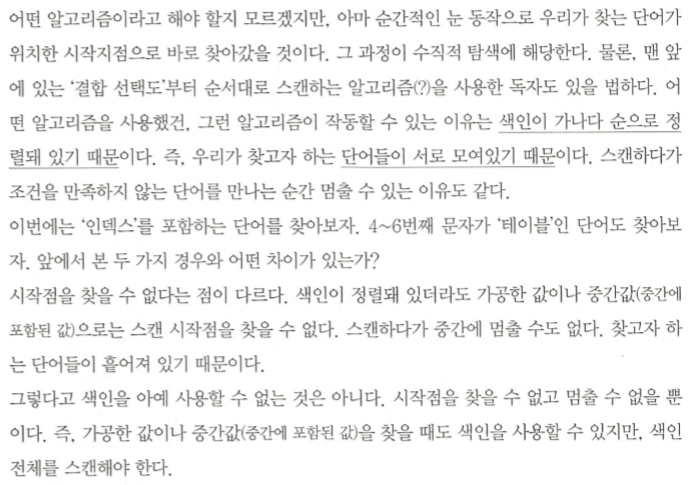 어떤 알고리즘이라고 해야 할지 모르겠지만, 아마 순간적인 눈 동작으로 우리가 찾는 단어가
위치한 시작지점으로 바로 찾아갔을 것이다. 그 과정이 수직적 탐색에 해당한다. 물론, 맨 앞
에 있는 ‘결합 선택도’부터 순서대로 스캔하는 알고리즘(?)을 사용한 독자도 있을 법하다. 어
떤 알고리즘을 사용했건, 그런 알고리즘이 작동할 수 있는 이유는 색인이 가나다 순으로 정
렬돼 있기 때문이다. 즉, 우리가 찾고자 하는 단어들이 서로 모여있기 때문이다. 스캔하다가
조건을 만족하지 않는 단어를 만나는 순간 멈출 수 있는 이유도 같다.
이번에는 ‘인덱스’를 포함하는 단어를 찾아보자. 4~6번째 문자가 ‘테이블’인 단어도 찾아보
자. 앞에서 본 두 가지 경우와 어떤 차이가 있는가?
시작점을 찾을 수 없다는 점이 다르다. 색인이 정렬돼 있더라도 가공한 값이나 중간값(중간에
포함된 값)으로는 스캔 시작점을 찾을 수 없다. 스캔하다가 중간에 멈출 수도 없다. 찾고자 하
는 단어들이 흩어져 있기 때문이다.
그렇다고 색인을 아예 사용할 수 없는 것은 아니다. 시작점을 찾을 수 없고 멈출 수 없을 뿐
이다. 즉, 가공한 값이나 중간값(중간에 포함된 값)을 찾을 때도 색인을 사용할 수 있지만, 색인
전체를 스캔해야 한다.